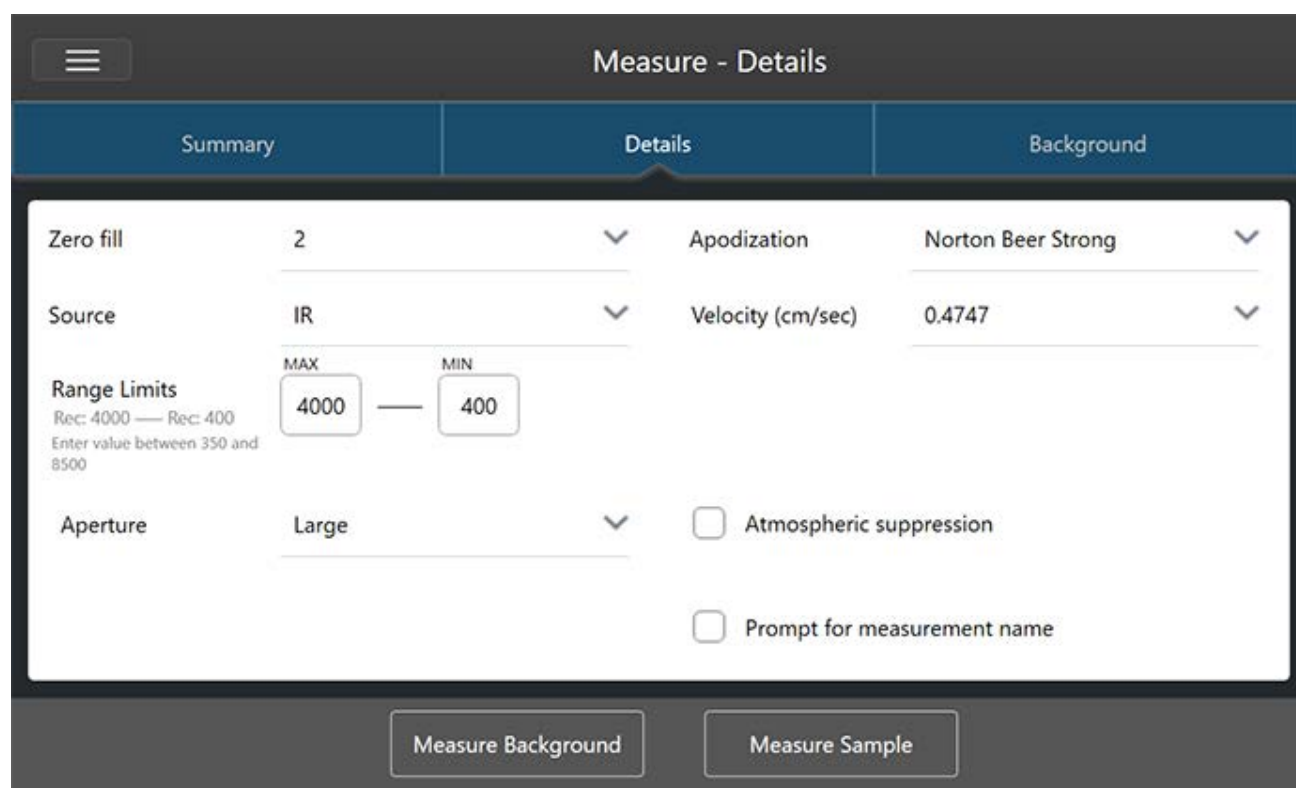 Measure - Details
Summary
Details
Background
Zero fill
2
Apodization
Norton Beer Strong
Source
IR
Velocity (cm/sec)
0.4747
Range Limits
Rec: 4000 — Rec: 400
Enter value between 350 and
8500
MAX
MIN
4000 — 400
Aperture
Large
Atmospheric suppression
Prompt for measurement name
Measure Background
Measure Sample